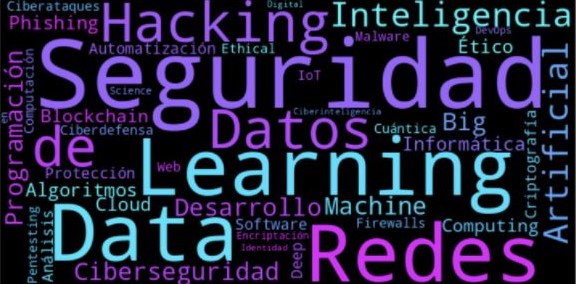 Ciberataques
Digital
Phishing
Hacking
Inteligencia
Malware
DevOps
Automatización
Ethical
Ético
Seguridad
Programación
Computación
en
Science
IoT
Artificial
Blockchain
Ciberinteligencia
Ciberdefensa
Datos
Cuántica
Big
de
Informática
Criptografía
Protección
Web
Learning
Algoritmos
Cloud
Desarrollo
Machine
Pentesting
Análisis
Data
Software
Firewalls
Computing
Encriptación
Identidad
Deep
Redes
Ciberseguridad